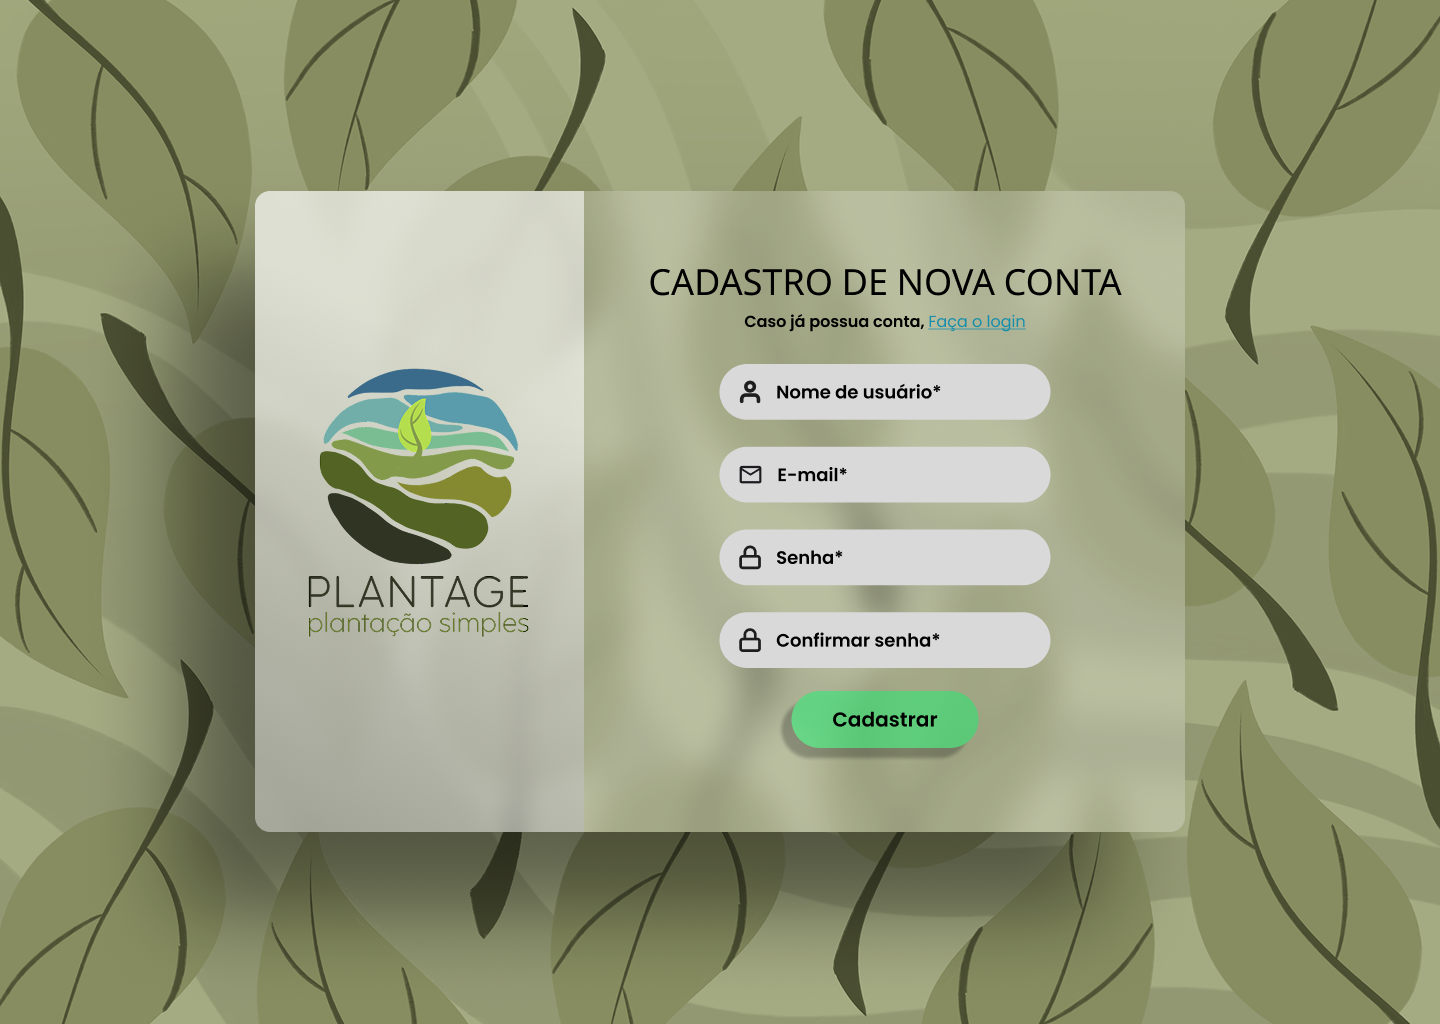 CADASTRO DE NOVA CONTA
Caso já possua conta, Faça o login
Nome de usuário*
E-mail*
Senha*
Confirmar senha*
Cadastrar
PLANTAGE
plantação simples